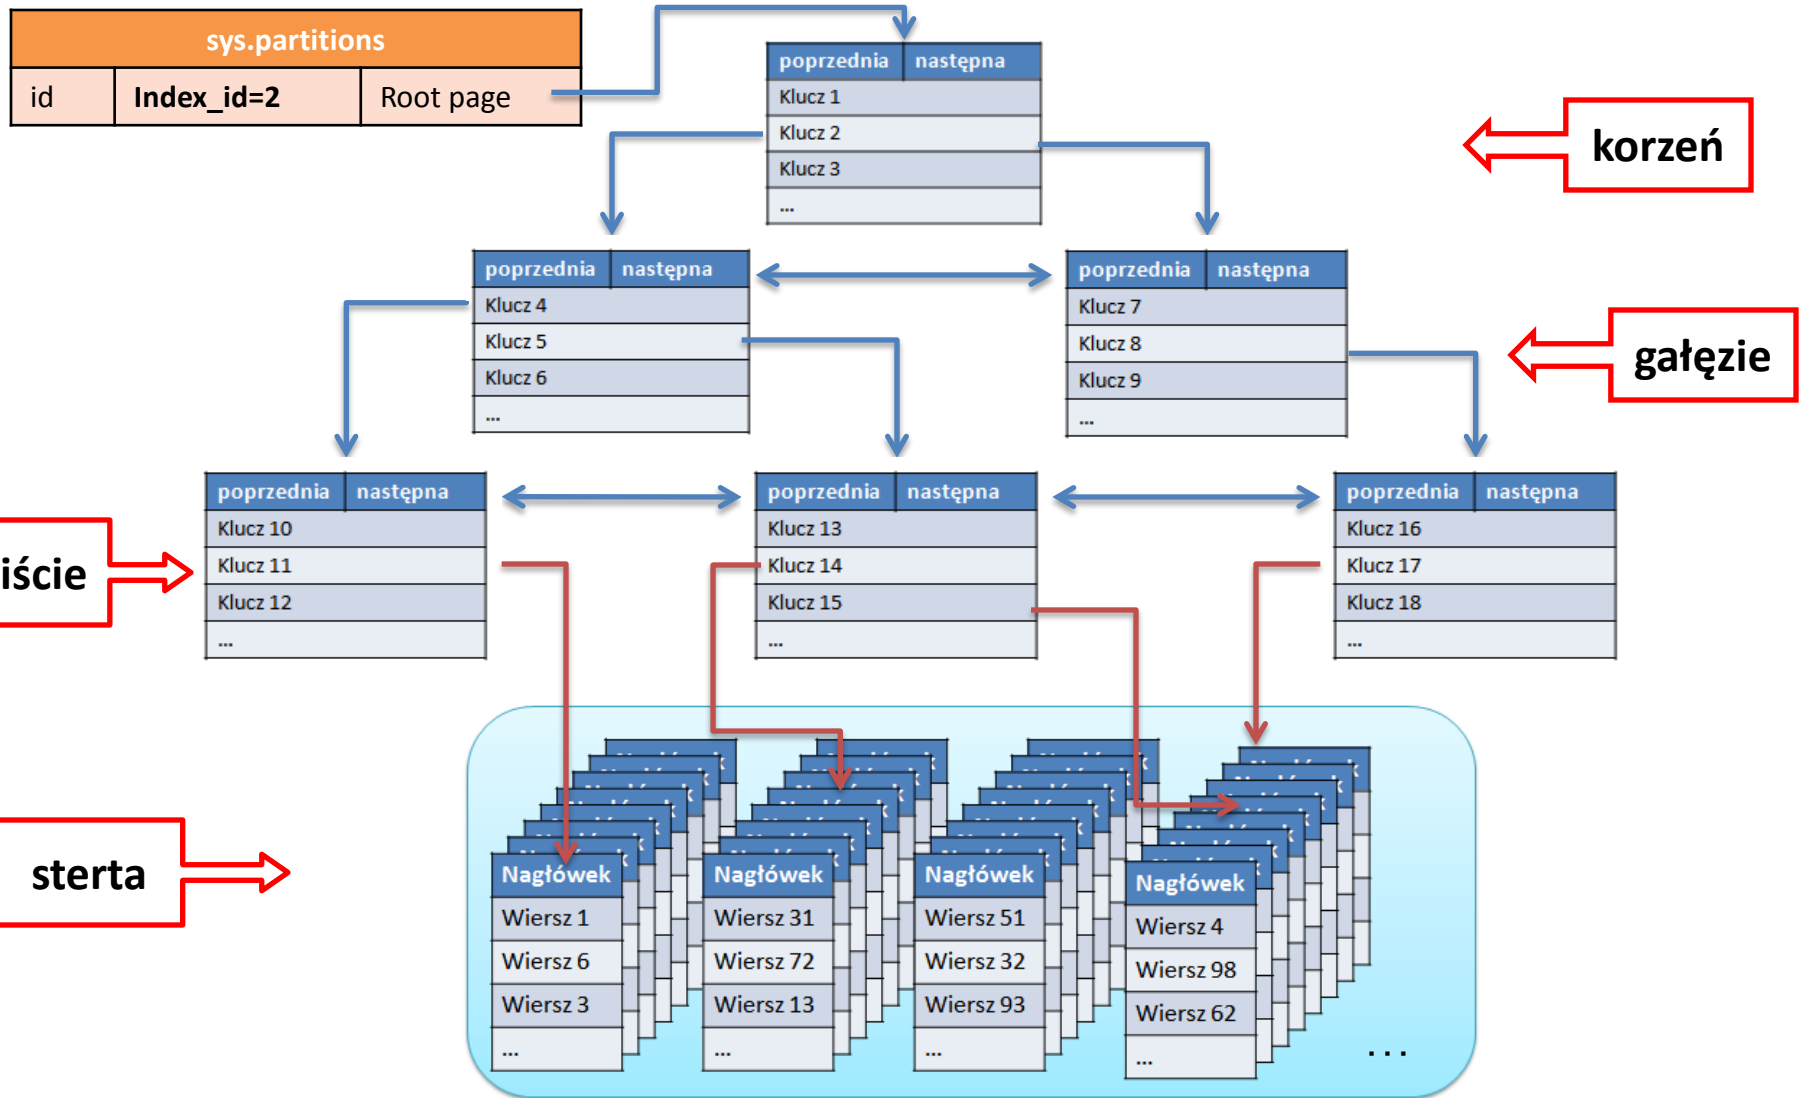 sys.partitions
id Index_id=2 Root page
poprzednia następna
Klucz 1
Klucz 2
Klucz 3
...
korzeń
poprzednia następna
Klucz 4
Klucz 5
Klucz 6
...
poprzednia następna
Klucz 7
Klucz 8
Klucz 9
...
gałęzie
poprzednia następna
Klucz 10
Klucz 11
Klucz 12
...
poprzednia następna
Klucz 13
Klucz 14
Klucz 15
...
poprzednia następna
Klucz 16
Klucz 17
Klucz 18
...
iście
sterta
Nagłówek
Wiersz 1
Wiersz 6
Wiersz 3
...
Nagłówek
Wiersz 31
Wiersz 72
Wiersz 13
...
Nagłówek
Wiersz 51
Wiersz 32
Wiersz 93
...
Nagłówek
Wiersz 4
Wiersz 98
Wiersz 62
...
...